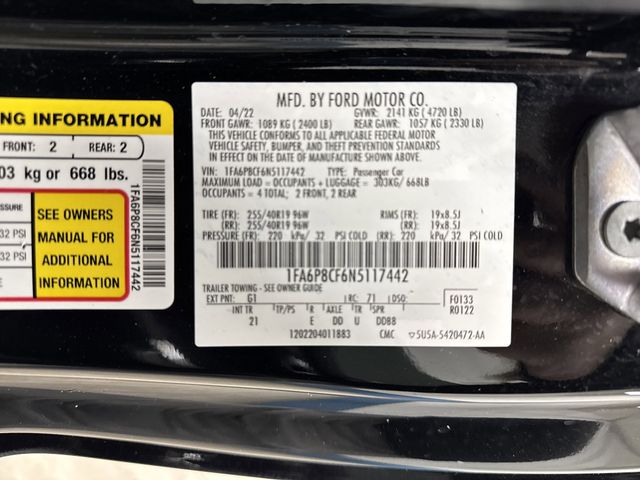 NG INFORMATION
FRONT: 2 REAR: 2
03 kg or 668 lbs.
SSURE
32 PSI
32 PSI
SEE OWNERS
MANUAL FOR
ADDITIONAL
INFORMATION
1FA6P8CF6N5117442
MFD. BY FORD MOTOR CO.
DATE: 04/22 GVWR: 2141 KG ( 4720 LB)
FRONT GAWR: 1089 KG ( 2400 LB) REAR GAWR: 1057 KG ( 2330 LB)
THIS VEHICLE CONFORMS TO ALL APPLICABLE FEDERAL MOTOR
VEHICLE SAFETY, BUMPER, AND THEFT PREVENTION STANDARDS
IN EFFECT ON THE DATE OF MANUFACTURE SHOWN ABOVE.
VIN: 1FA6P8CF6N5117442 TYPE: Passenger Car
MAXIMUM LOAD = OCCUPANTS + LUGGAGE = 303KG/ 668LB
OCCUPANTS = 4 TOTAL; 2 FRONT, 2 REAR
TIRE (FR): 255/40R19 96W RIMS (FR): 19x8.5J
(RR): 255/40R19 96W (RR): 19x8.5J
PRESSURE (FR): 220 kPa/ 32 PSI COLD (RR): 220 kPa/ 32 PSI COLD
1FA6P8CF6N5117442
TRAILER TOWING - SEE OWNER GUIDE
EXT PNT: G1 RC: 71 DSO: F0133
INT TR TP/PS R AXLE TR SPR R0122
21 E DD U DD88
1202204011883 CMC ▽5U5A-5420472-AA